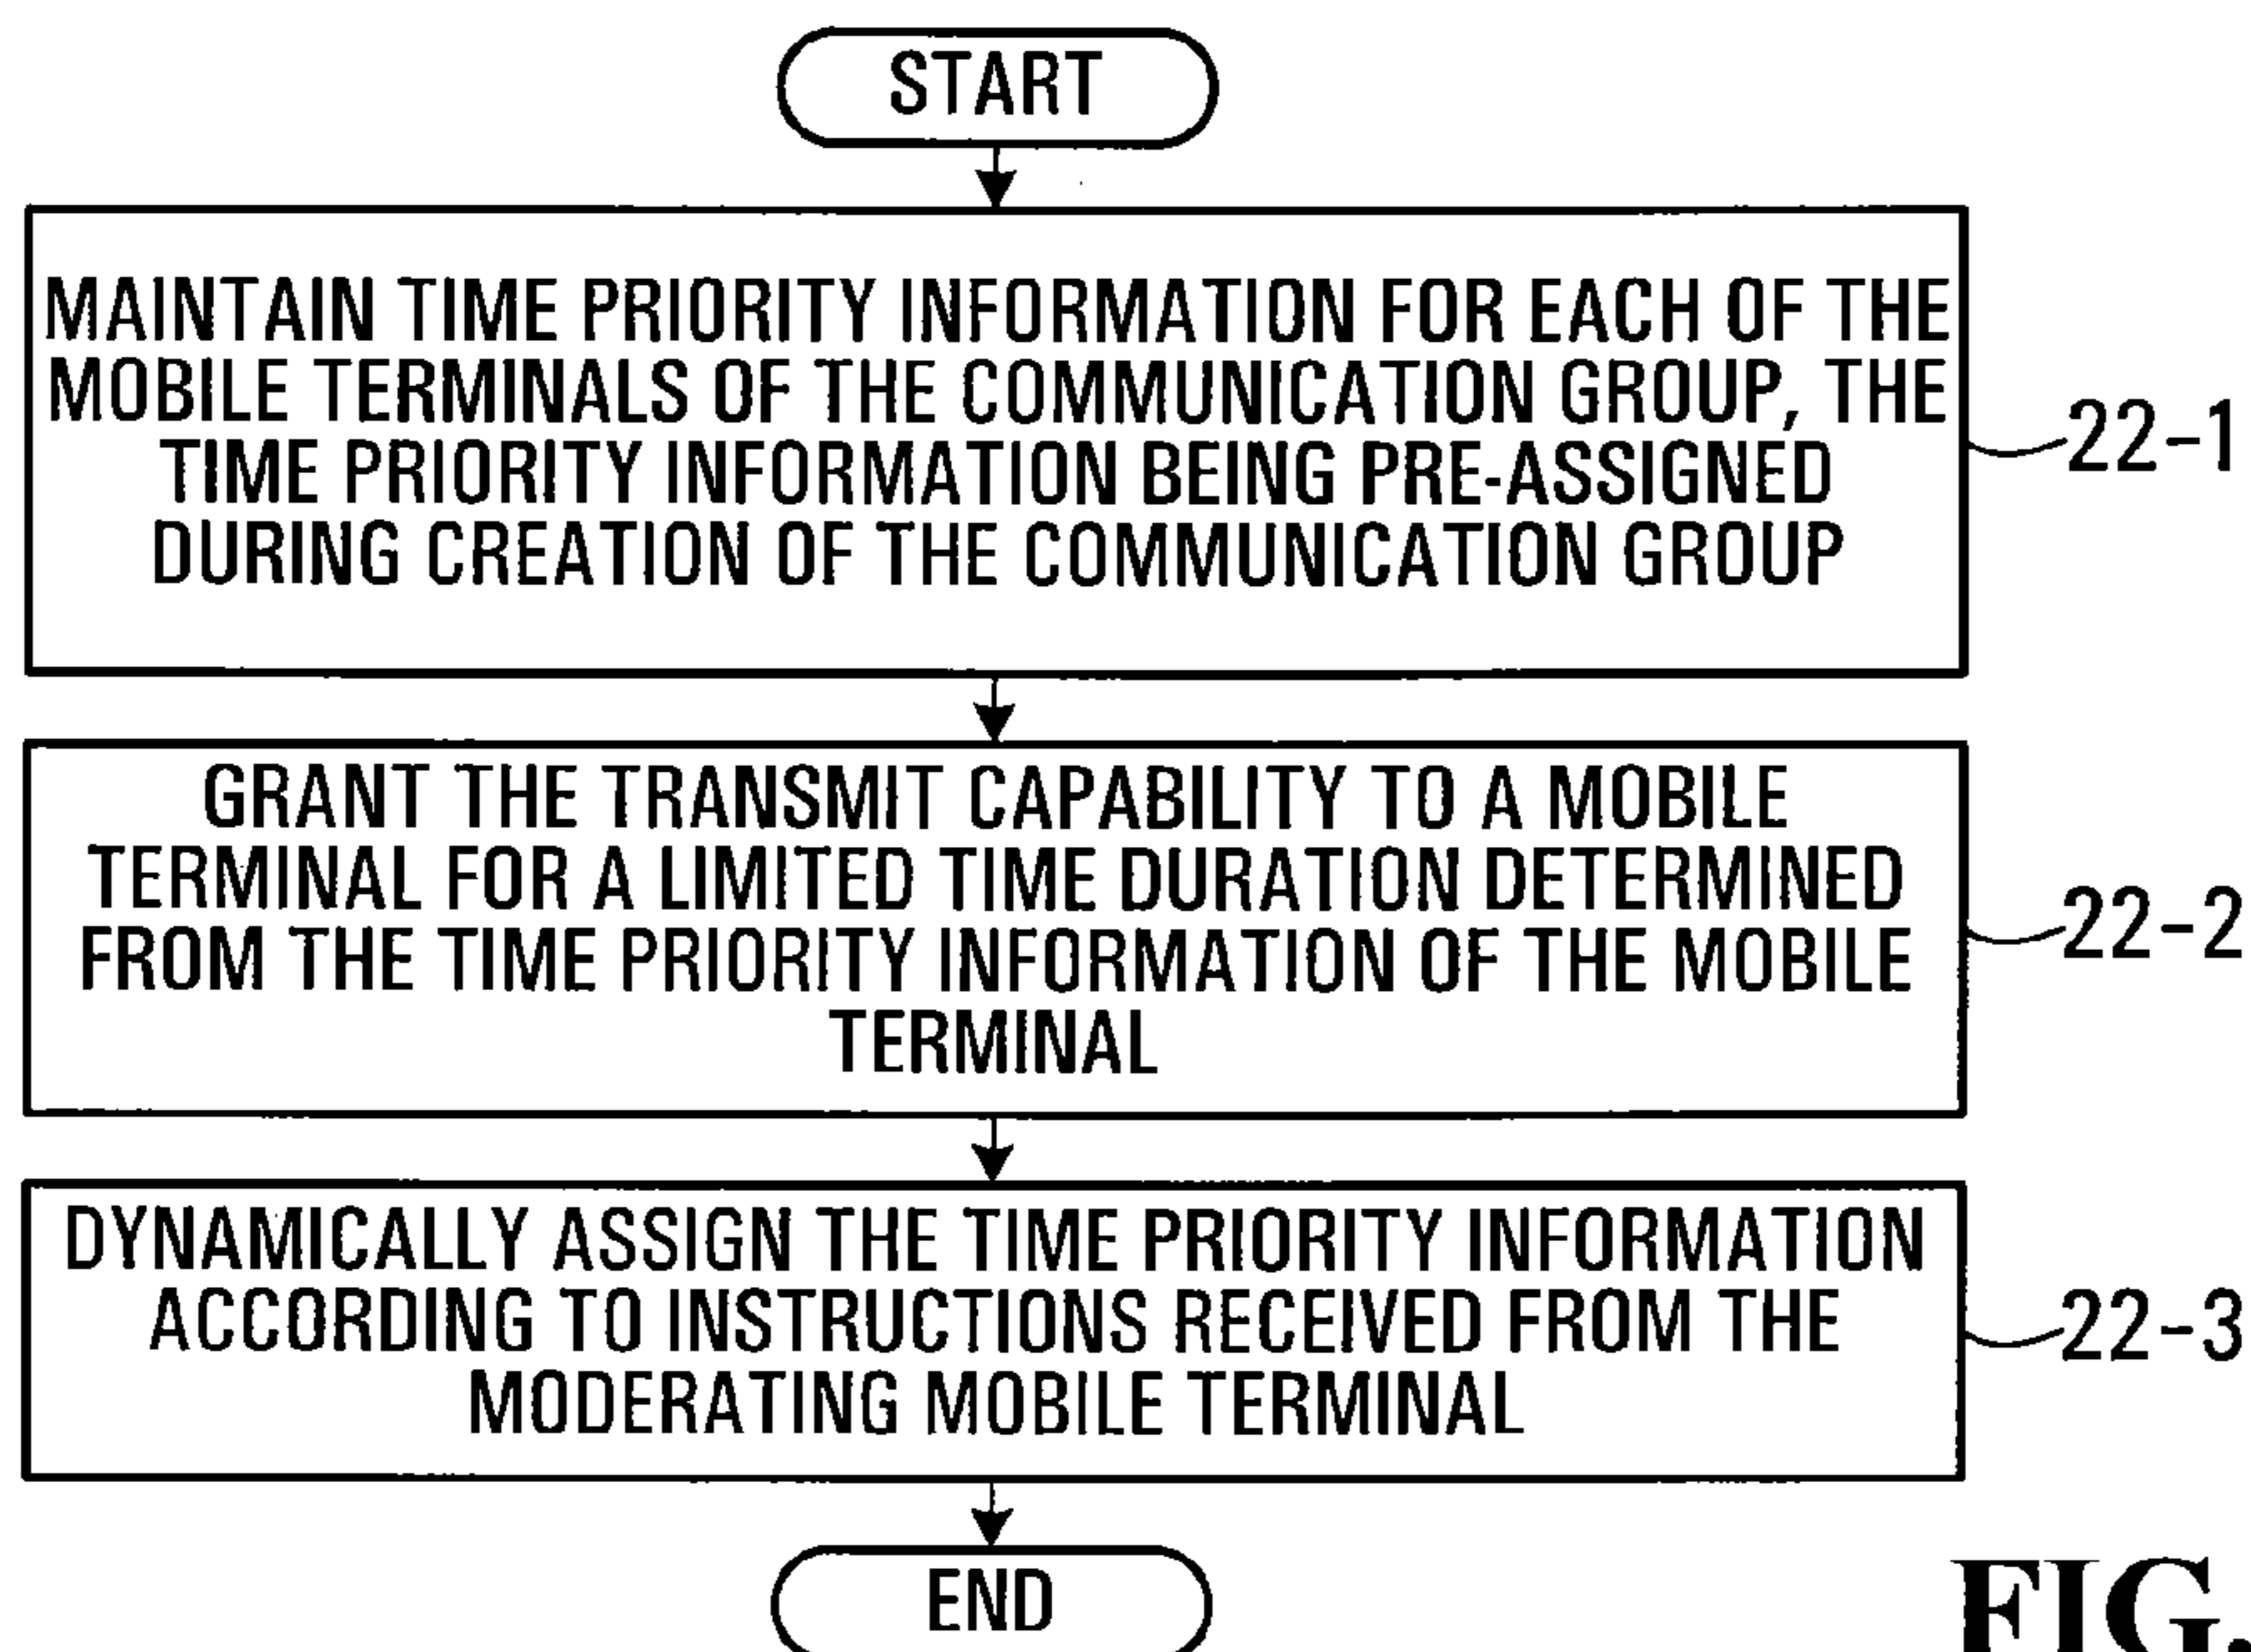 START
MAINTAIN TIME PRIORITY INFORMATION FOR EACH OF THE
MOBILE TERMINALS OF THE COMMUNICATION GROUP, THE
TIME PRIORITY INFORMATION BEING PRE-ASSIGNED
DURING CREATION OF THE COMMUNICATION GROUP
22-1
GRANT THE TRANSMIT CAPABILITY TO A MOBILE
TERMINAL FOR A LIMITED TIME DURATION DETERMINED
FROM THE TIME PRIORITY INFORMATION OF THE MOBILE
TERMINAL
22-2
DYNAMICALLY ASSIGN THE TIME PRIORITY INFORMATION
ACCORDING TO INSTRUCTIONS RECEIVED FROM THE
MODERATING MOBILE TERMINAL
22-3
END
FIG.